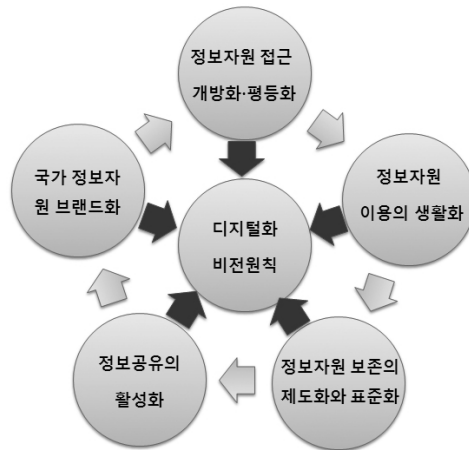 정보자원 접근
개방화·평등화
국가 정보자
원 브랜드화
정보자원
이용의 생활화
디지털화
비전원칙
정보공유의
활성화
정보자원 보존의
제도화와 표준화